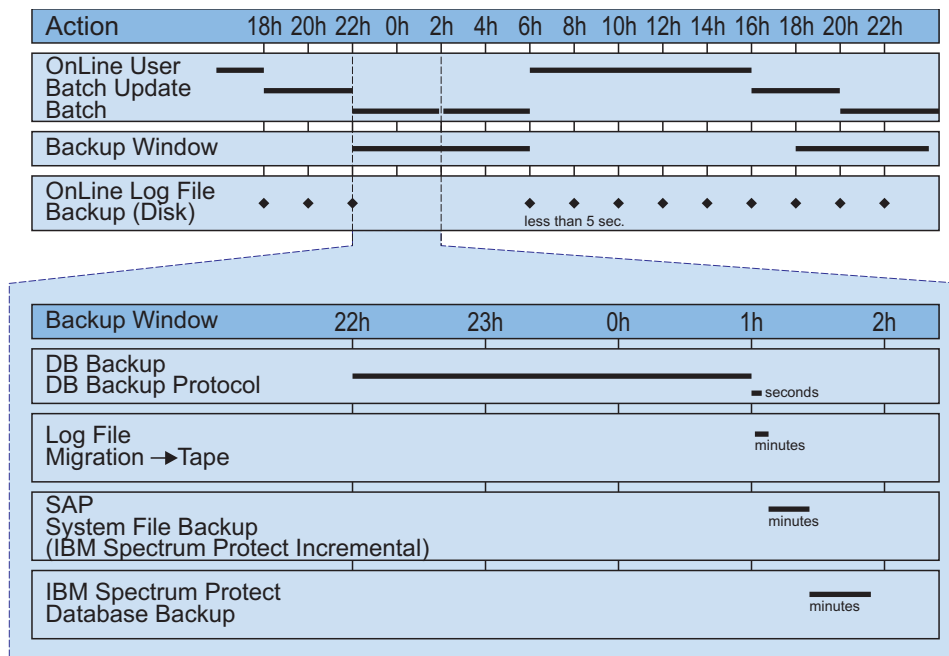 Action 18h 20h 22h 0h 2h 4h 6h 8h 10h 12h 14h 16h 18h 20h 22h
OnLine User
Batch Update
Batch
Backup Window
OnLine Log File
Backup (Disk)
less than 5 sec.
Backup Window 22h 23h 0h 1h 2h
DB Backup
DB Backup Protocol
seconds
Log File
Migration → Tape
minutes
SAP
System File Backup
(IBM Spectrum Protect Incremental)
minutes
IBM Spectrum Protect
Database Backup
minutes